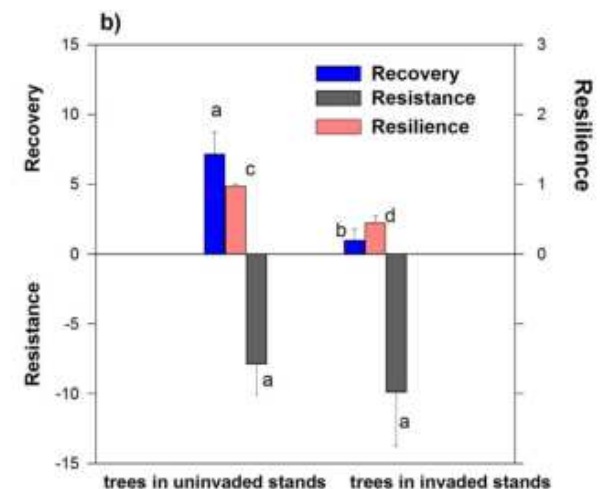 b)
15
10
5
0
-5
-10
-15
Recovery
Resistance
3
2
1
0
Resilience
Recovery
Resistance
Resilience
a
c
a
b
d
a
trees in uninvaded stands
trees in invaded stands